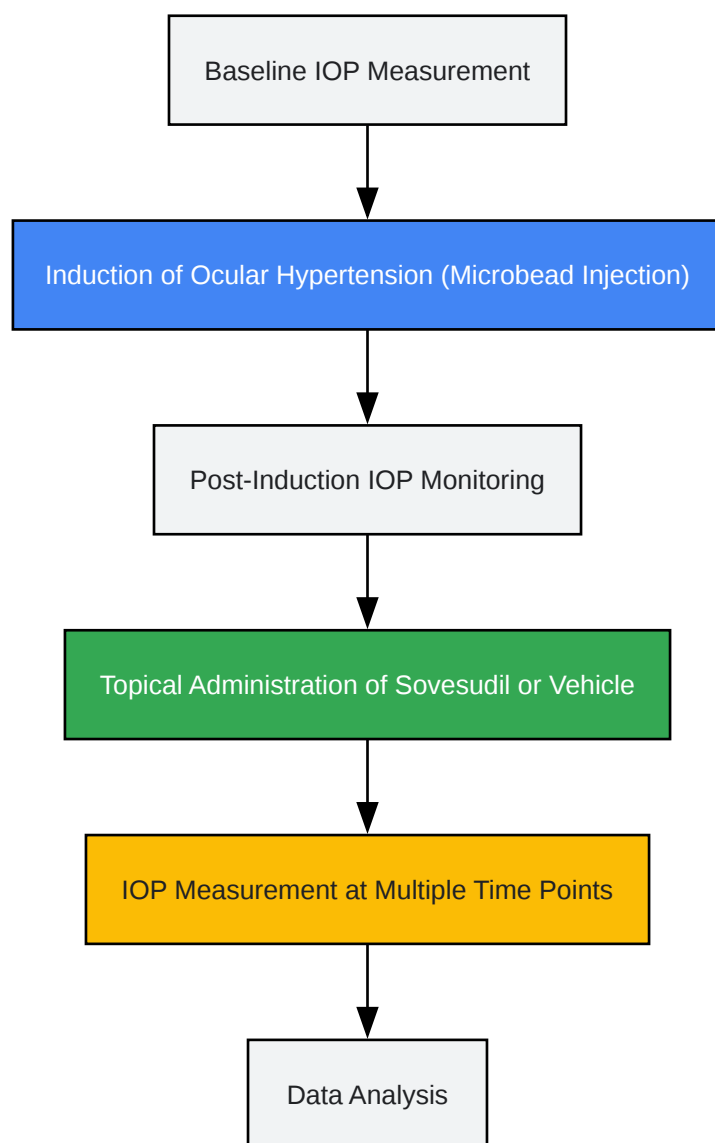 Baseline IOP Measurement
Induction of Ocular Hypertension (Microbead Injection)
Post-Induction IOP Monitoring
Topical Administration of Sovesudil or Vehicle
IOP Measurement at Multiple Time Points
Data Analysis